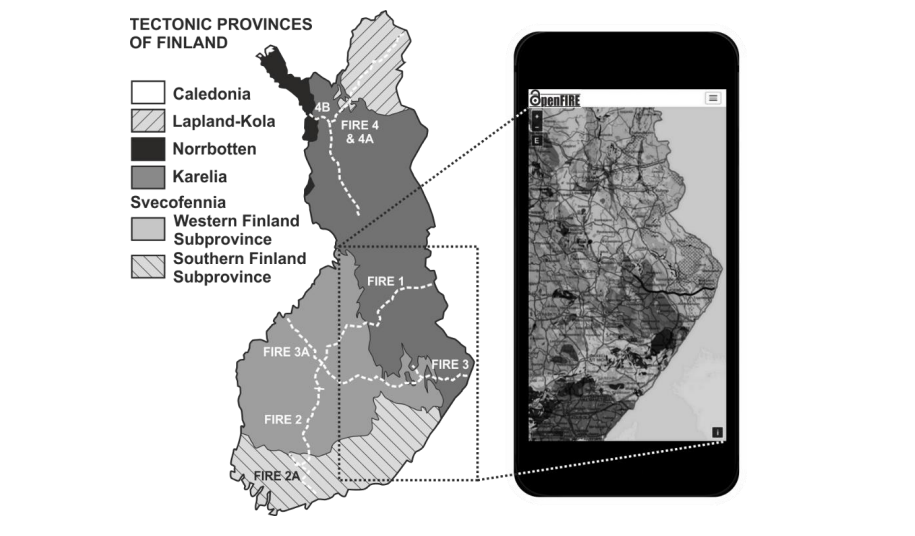 TECTONIC PROVINCES
OF FINLAND
Caledonia
Lapland-Kola
Norrbotten
Karelia
Svecofennia
Western Finland
Subprovince
Southern Finland
Subprovince
4B
FIRE 4
& 4A
FIRE 1
FIRE 3A
FIRE 3
FIRE 2
FIRE 2A
OpenFIRE
+
-
E
i